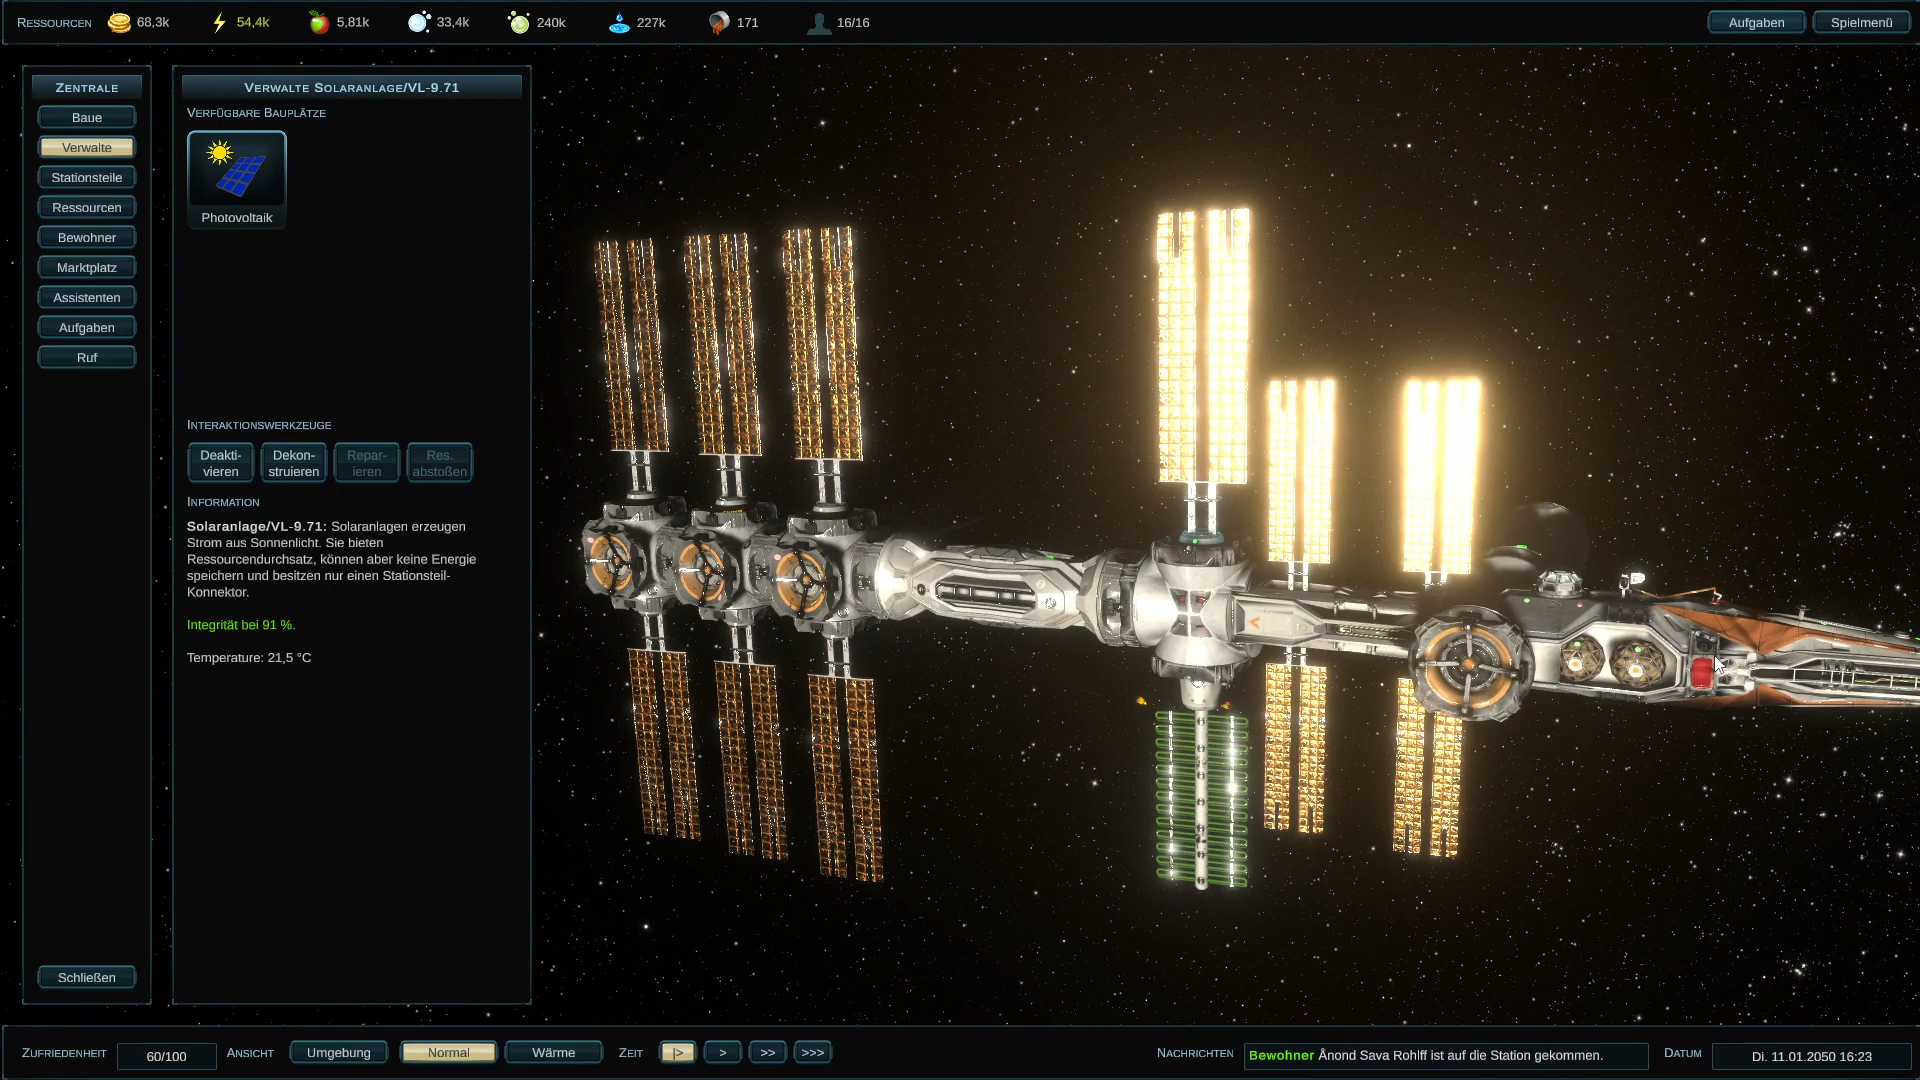 Ressourcen 68,3k 54,4k 5,81k 33,4k 240k 227k 171 16/16 Aufgaben Spielmenü
Zentrale
Baue
Verwalte
Stationsteile
Ressourcen
Bewohner
Marktplatz
Assistenten
Aufgaben
Ruf
Schließen
Verwalte Solaranlage/VL-9.71
Verfügbare Bauplätze
Photovoltaik
Interaktionswerkzeuge
Deakti-
vieren
Dekon-
struieren
Repar-
ieren
Res.
abstoßen
Information
Solaranlage/VL-9.71: Solaranlagen erzeugen
Strom aus Sonnenlicht. Sie bieten
Ressourcendurchsatz, können aber keine Energie
speichern und besitzen nur einen Stationsteil-
Konnektor.
Integrität bei 91 %.
Temperature: 21,5 °C
Zufriedenheit 60/100 Ansicht Umgebung Normal Wärme Zeit |> > >> >>> Nachrichten Bewohner Ånond Sava Rohlff ist auf die Station gekommen. Datum Di. 11.01.2050 16:23